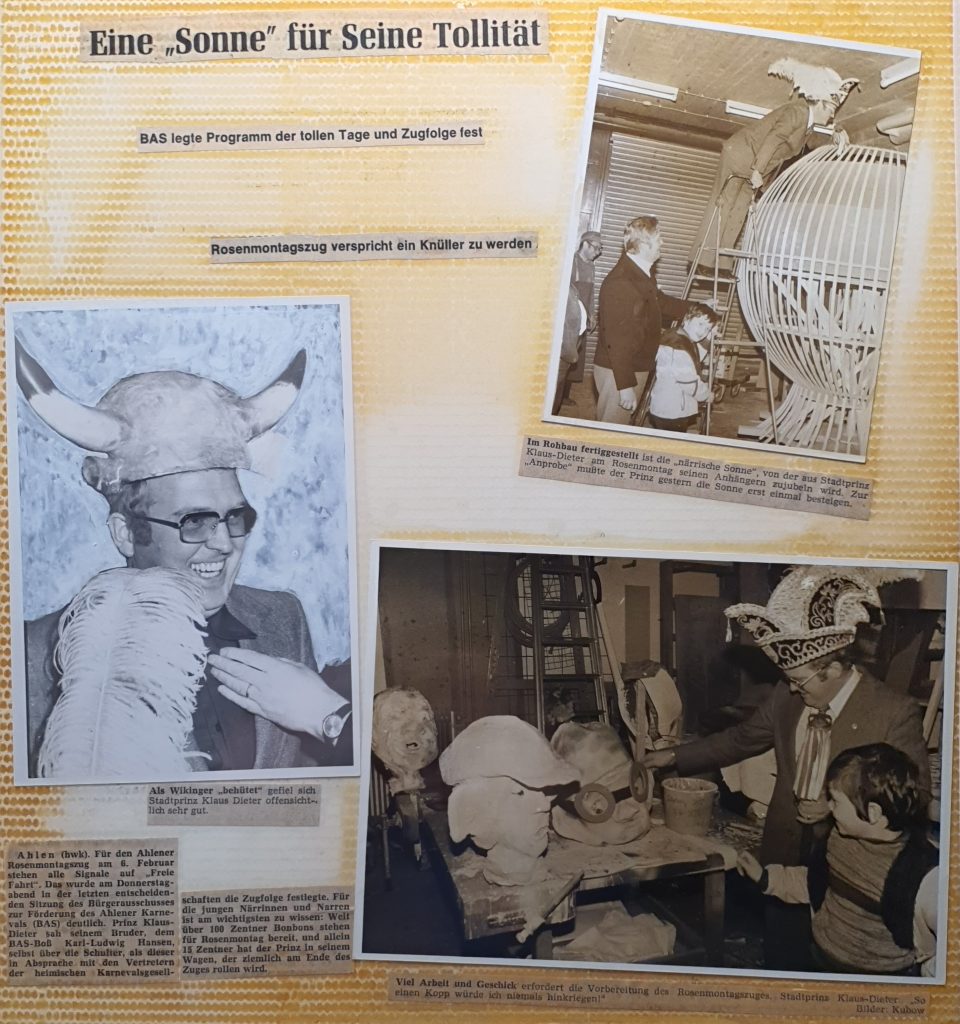 Eine „Sonne" für Seine Tollität
BAS legte Programm der tollen Tage und Zugfolge fest
Rosenmontagszug verspricht ein Knüller zu werden
Im Rohbau fertiggestellt ist die „närrische Sonne", von der aus Stadtprinz
Klaus-Dieter am Rosenmontag seinen Anhängern zujubeln wird. Zur
„Anprobe" mußte der Prinz gestern die Sonne erst einmal besteigen.
Als Wikinger „behütet" gefiel sich
Stadtprinz Klaus Dieter offensicht-
lich sehr gut.
Ahlen (hwk). Für den Ahlener
Rosenmontagszug am 6. Februar
stehen alle Signale auf „Freie
Fahrt". Das wurde am Donnerstag-
abend in der letzten entscheiden-
den Sitzung des Bürgerausschusses
zur Förderung des Ahlener Karne-
vals (BAS) deutlich. Prinz Klaus-
Dieter sah seinem Bruder, dem
BAS-Boß Karl-Ludwig Hansen,
selbst über die Schulter, als dieser
in Absprache mit den Vertretern
der heimischen Karnevalsgesell-
schaften die Zugfolge festlegte. Für
die jungen Närrinnen und Narren
ist am wichtigsten zu wissen: Weit
über 100 Zentner Bonbons stehen
für Rosenmontag bereit, und allein
15 Zentner hat der Prinz in seinem
Wagen, der ziemlich am Ende des
Zuges rollen wird.
Viel Arbeit und Geschick erfordert die Vorbereitung des Rosenmontagszuges. Stadtprinz Klaus-Dieter: „So
einen Kopp würde ich niemals hinkriegen!"
Bilder: Kubow